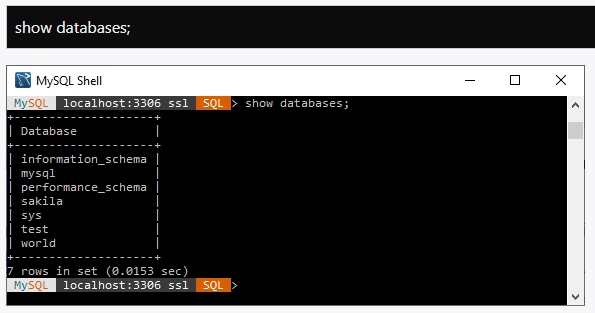 show databases;
MySQL Shell
MySQL localhost:3306 ssl SQL > show databases;
+--------------------+
| Database           |
+--------------------+
| information_schema |
| mysql              |
| performance_schema |
| sakila             |
| sys                |
| test               |
| world              |
+--------------------+
7 rows in set (0.0153 sec)
MySQL localhost:3306 ssl SQL >